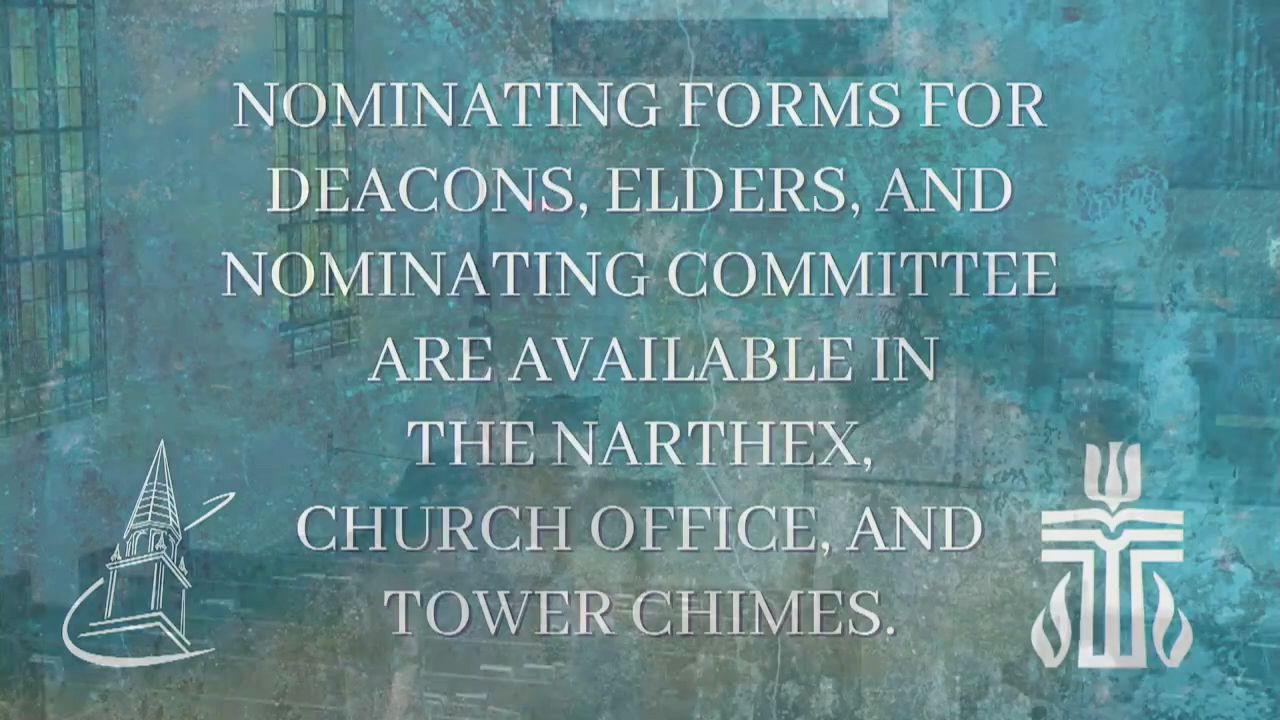 NOMINATING FORMS FOR
DEACONS, ELDERS, AND
NOMINATING COMMITTEE
ARE AVAILABLE IN
THE NARTHEX,
CHURCH OFFICE, AND
TOWER CHIMES.